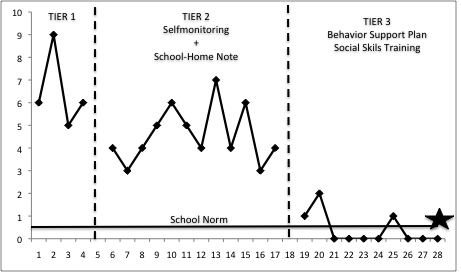 TIER 1
TIER 2
Selfmonitoring
+
School-Home Note
TIER 3
Behavior Support Plan
Social Skils Training
10
9
8
7
6
5
4
3
2
1
0
School Norm
1 2 3 4 5 6 7 8 9 10 11 12 13 14 15 16 17 18 19 20 21 22 23 24 25 26 27 28